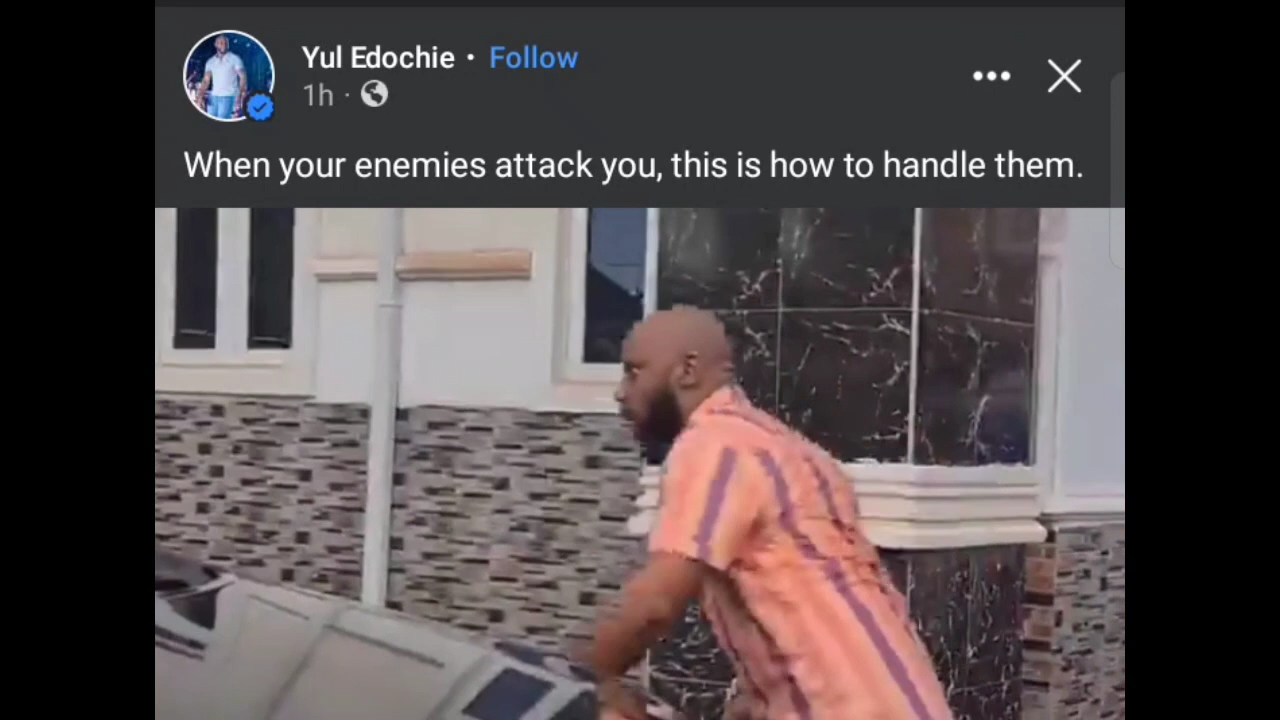 Yul Edochie • Follow
1h ·
When your enemies attack you, this is how to handle them.